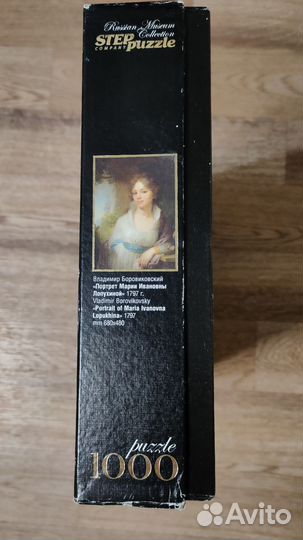 Russian Museum
Collection
STEP puzzle
COMPANY
Владимир Боровиковский
«Портрет Марии Ивановны
Лопухиной» 1797 г.
Vladimir Borovikovsky
«Portrait of Maria Ivanovna
Lopukhina» 1797
mm 680x480
puzzle
1000
Avito